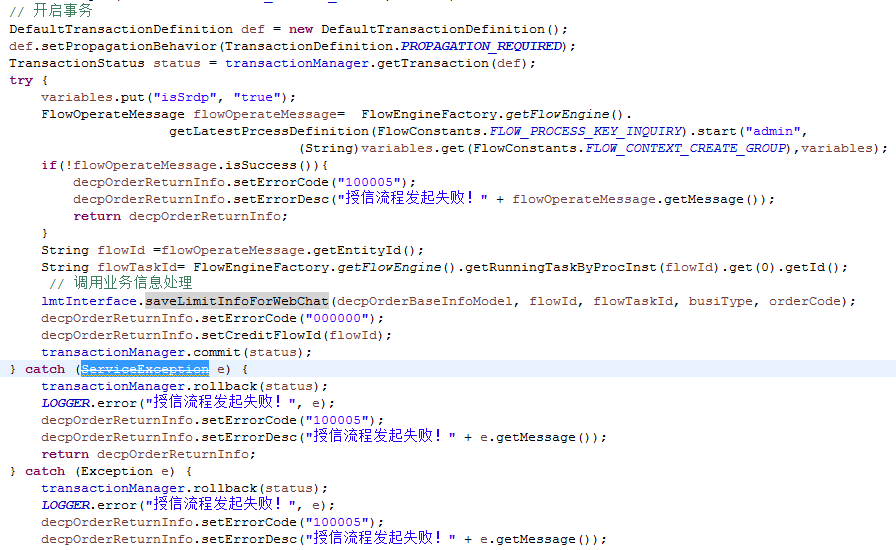 // 开启事务
DefaultTransactionDefinition def = new DefaultTransactionDefinition();
def.setPropagationBehavior(TransactionDefinition.PROPAGATION_REQUIRED);
TransactionStatus status = transactionManager.getTransaction(def);
try {
variables.put("isSrdp", "true");
FlowOperateMessage flowOperateMessage=  FlowEngineFactory.getFlowEngine().
getLatestPrcessDefinition(FlowConstants.FLOW_PROCESS_KEY_INQUIRY).start("admin",
(String)variables.get(FlowConstants.FLOW_CONTEXT_CREATE_GROUP),variables);
if(!flowOperateMessage.isSuccess()){
decpOrderReturnInfo.setErrorCode("100005");
decpOrderReturnInfo.setErrorDesc("授信流程发起失败！" + flowOperateMessage.getMessage());
return decpOrderReturnInfo;
}
String flowId =flowOperateMessage.getEntityId();
String flowTaskId= FlowEngineFactory.getFlowEngine().getRunningTaskByProcInst(flowId).get(0).getId();
// 调用业务信息处理
lmtInterface.saveLimitInfoForWebChat(decpOrderBaseInfoModel, flowId, flowTaskId, busiType, orderCode);
decpOrderReturnInfo.setErrorCode("000000");
decpOrderReturnInfo.setCreditFlowId(flowId);
transactionManager.commit(status);
} catch (ServiceException e) {
transactionManager.rollback(status);
LOGGER.error("授信流程发起失败！", e);
decpOrderReturnInfo.setErrorCode("100005");
decpOrderReturnInfo.setErrorDesc("授信流程发起失败！" + e.getMessage());
return decpOrderReturnInfo;
} catch (Exception e) {
transactionManager.rollback(status);
LOGGER.error("授信流程发起失败！", e);
decpOrderReturnInfo.setErrorCode("100005");
decpOrderReturnInfo.setErrorDesc("授信流程发起失败！" + e.getMessage());